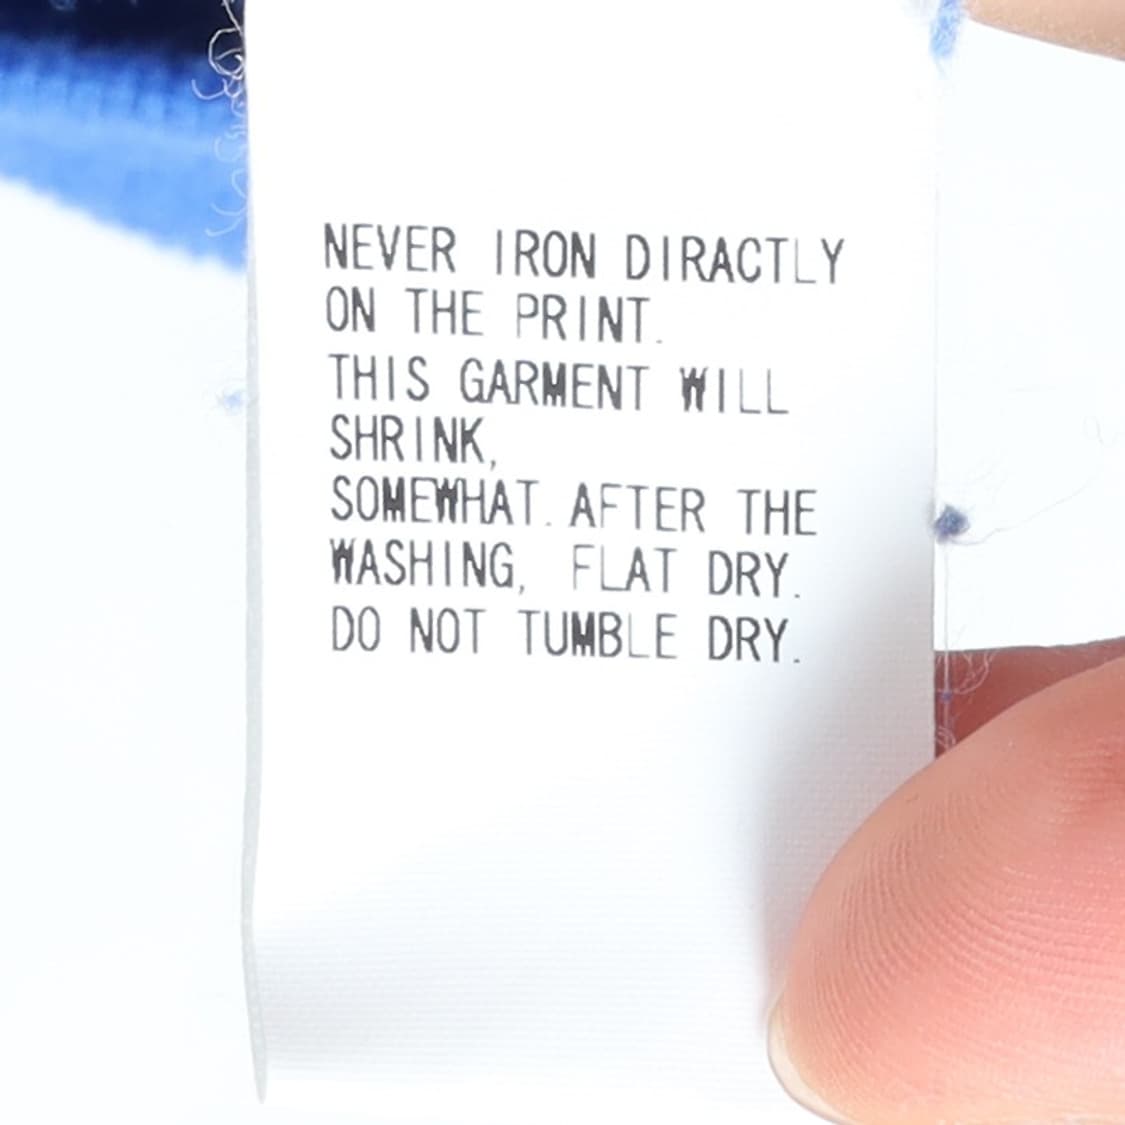 NEVER IRON DIRACTLY
ON THE PRINT.
THIS GARMENT WILL
SHRINK,
SOMEWHAT. AFTER THE
WASHING, FLAT DRY.
DO NOT TUMBLE DRY.